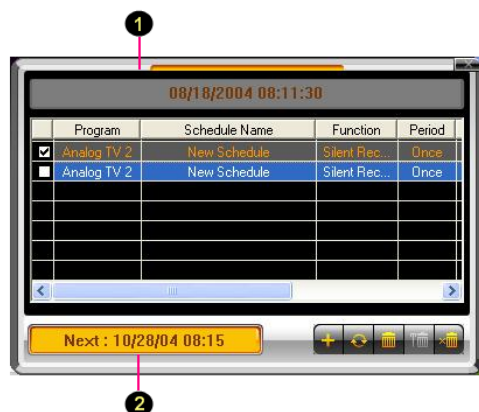 1
08/18/2004 08:11:30
Program Schedule Name Function Period
Analog TV 2 New Schedule Silent Rec... Once
Analog TV 2 New Schedule Silent Rec... Once
Next : 10/28/04 08:15
2